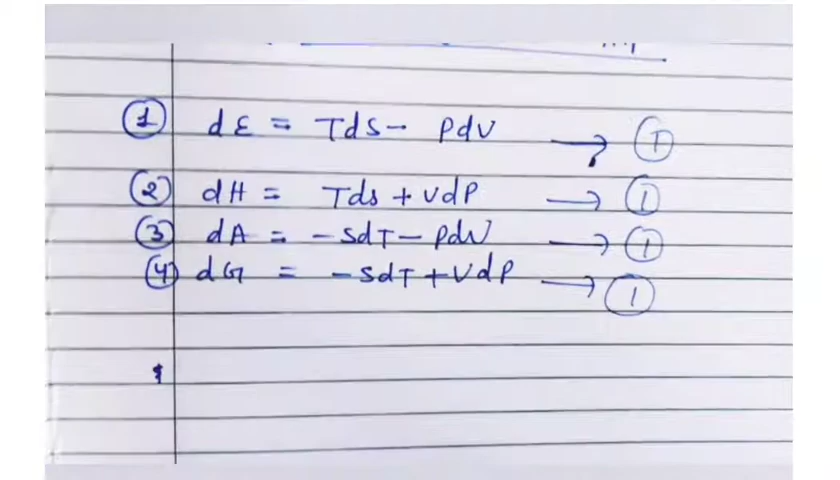 ① dE = TdS - PdV → ①
② dH = Tds + VdP → ①
③ dA = -SdT - PdV → ①
④ dG = -SdT + VdP → ①